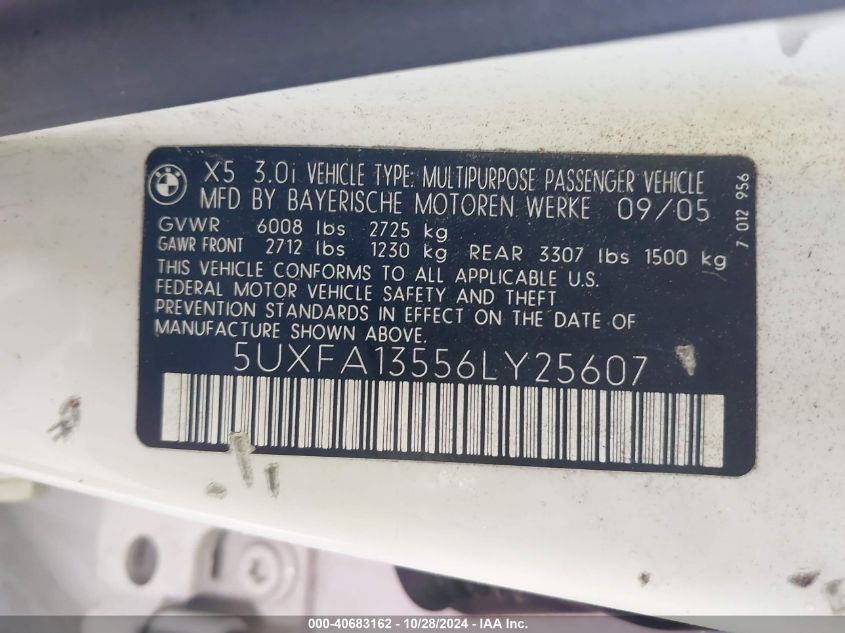 X5 3.0i VEHICLE TYPE: MULTIPURPOSE PASSENGER VEHICLE
MFD BY BAYERISCHE MOTOREN WERKE 09/05
GVWR 6008 lbs 2725 kg
GAWR FRONT 2712 lbs 1230 kg REAR 3307 lbs 1500 kg
THIS VEHICLE CONFORMS TO ALL APPLICABLE U.S.
FEDERAL MOTOR VEHICLE SAFETY AND THEFT
PREVENTION STANDARDS IN EFFECT ON THE DATE OF
MANUFACTURE SHOWN ABOVE.
5UXFA13556LY25607
7 012 956
000-40683162 - 10/28/2024 - IAA Inc.